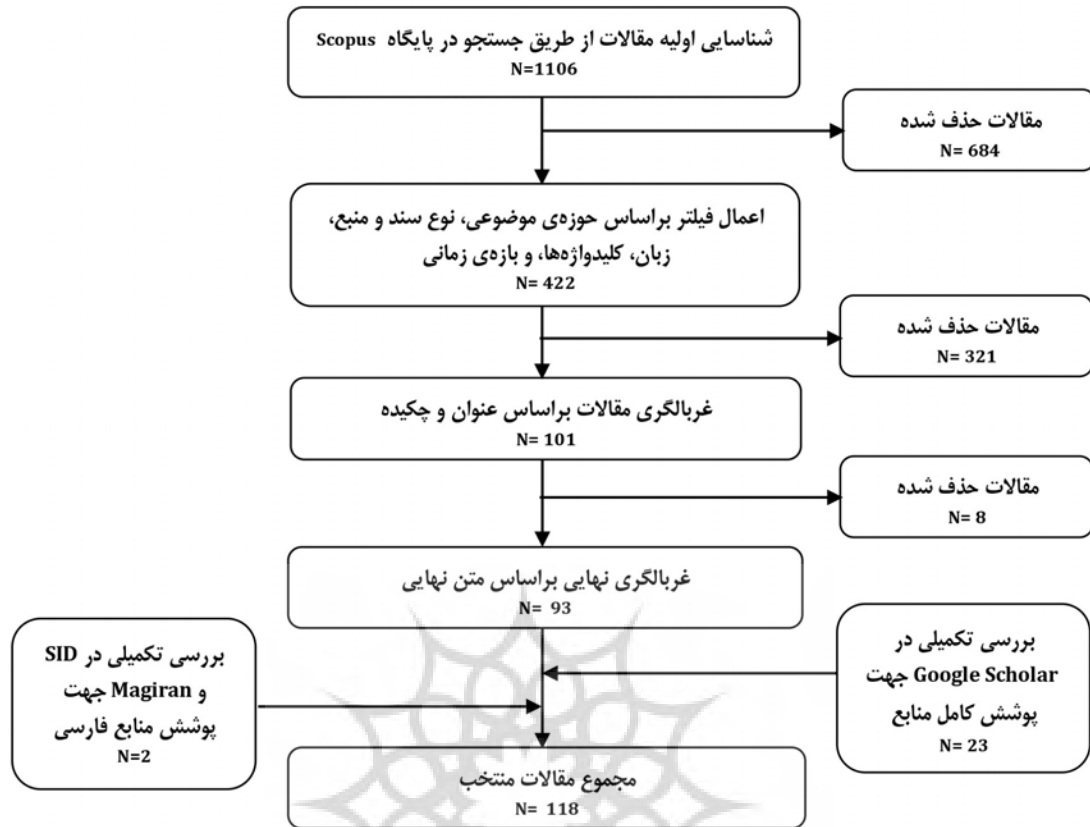 شناسایی اولیه مقالات از طریق جستجو در پایگاه Scopus
N=1106
مقالات حذف شده
N= 684
اعمال فیلتر براساس حوزه‌ی موضوعی، نوع سند و منبع،
زبان، کلیدواژه‌ها، و بازه‌ی زمانی
N= 422
مقالات حذف شده
N= 321
غربالگری مقالات براساس عنوان و چکیده
N= 101
مقالات حذف شده
N= 8
غربالگری نهایی براساس متن نهایی
N= 93
بررسی تکمیلی در
Google Scholar جهت
پوشش کامل منابع
N= 23
بررسی تکمیلی در SID
و Magiran جهت
پوشش منابع فارسی
N=2
مجموع مقالات منتخب
N= 118